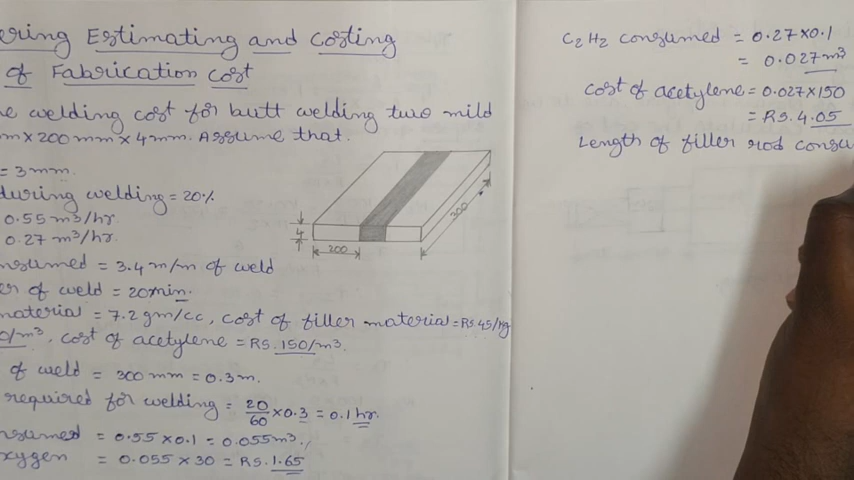 ering Estimating and Costing
of Fabrication cost
he welding cost for butt welding two mild
m × 200 mm × 4 mm. Assume that.
= 3 mm.
during welding = 20%
0.55 m3/hr.
0.27 m3/hr.
nsumed = 3.4 m/m of weld
er of weld = 20 min.
material = 7.2 gm/cc, cost of filler material = Rs.45/kg
0/m3, cost of acetylene = Rs.150/m3.
of weld = 300 mm = 0.3 m.
required for welding = 20/60 × 0.3 = 0.1 hr.
nsumed = 0.55 × 0.1 = 0.055 m3.
xygen = 0.055 × 30 = Rs.1.65
4
200
300
C2H2 consumed = 0.27 × 0.1
= 0.027 m3
Cost of acetylene = 0.027 × 150
= Rs. 4.05
Length of filler rod consu